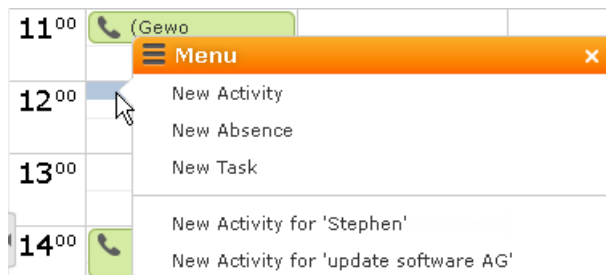 11⁰⁰
(Gewo
Menu
12⁰⁰
New Activity
New Absence
13⁰⁰
New Task
New Activity for 'Stephen'
14⁰⁰
New Activity for 'update software AG'